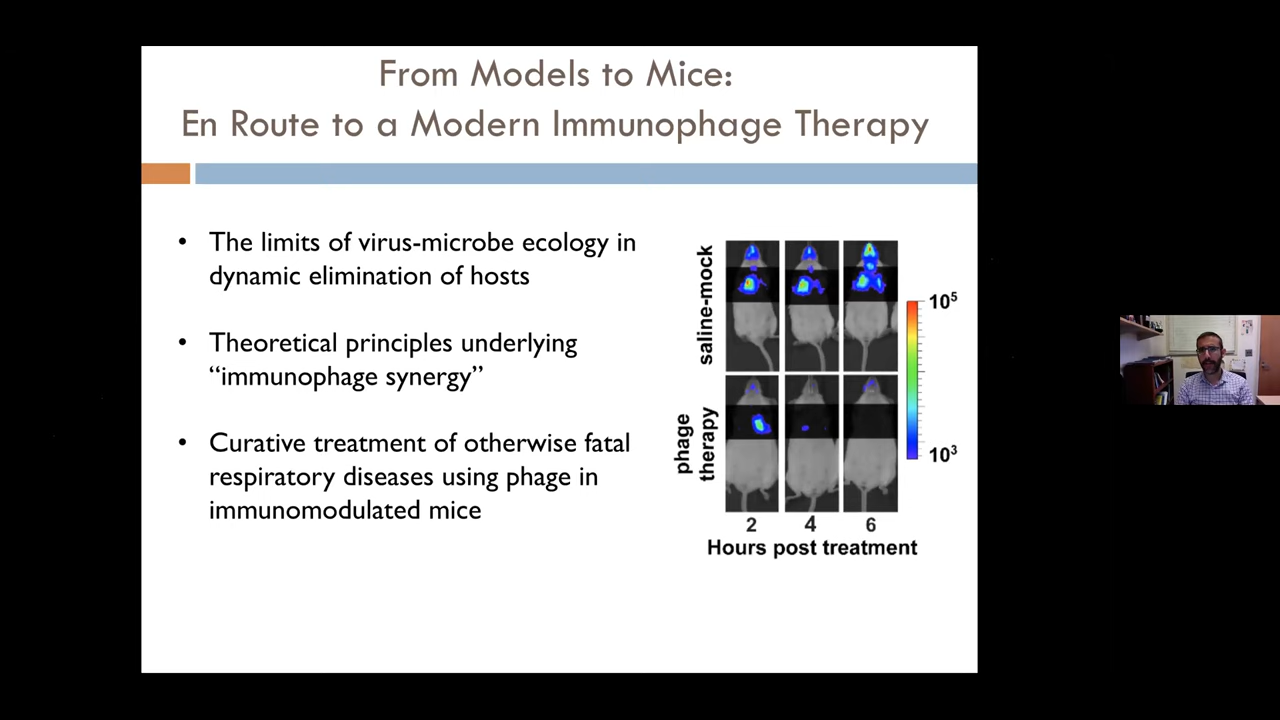 From Models to Mice:
En Route to a Modern Immunophage Therapy
• The limits of virus-microbe ecology in
dynamic elimination of hosts
• Theoretical principles underlying
“immunophage synergy”
• Curative treatment of otherwise fatal
respiratory diseases using phage in
immunomodulated mice
saline-mock
phage
therapy
10⁵
10³
2 4 6
Hours post treatment